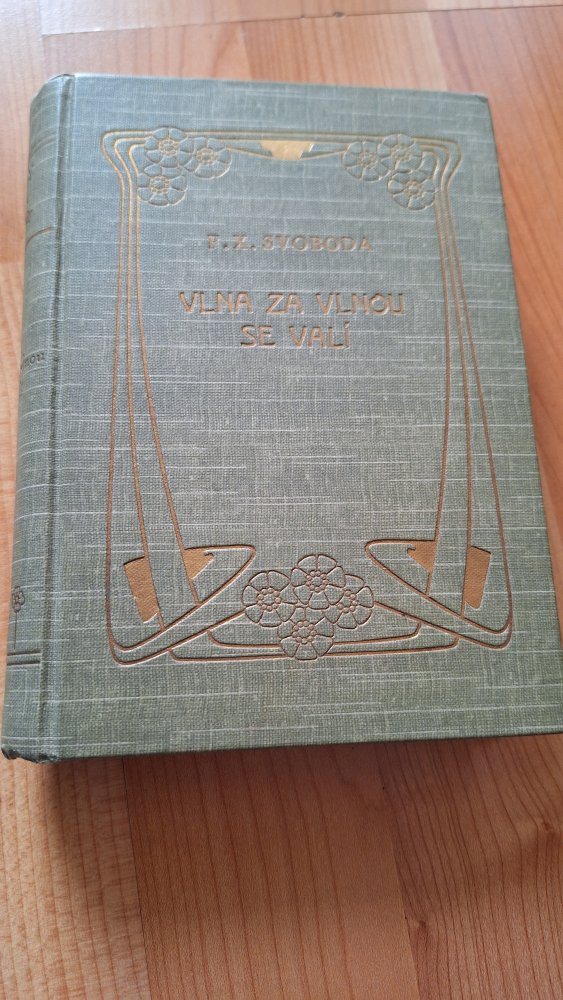 F. X. SVOBODA
VLNA ZA VLNOU
SE VALÍ